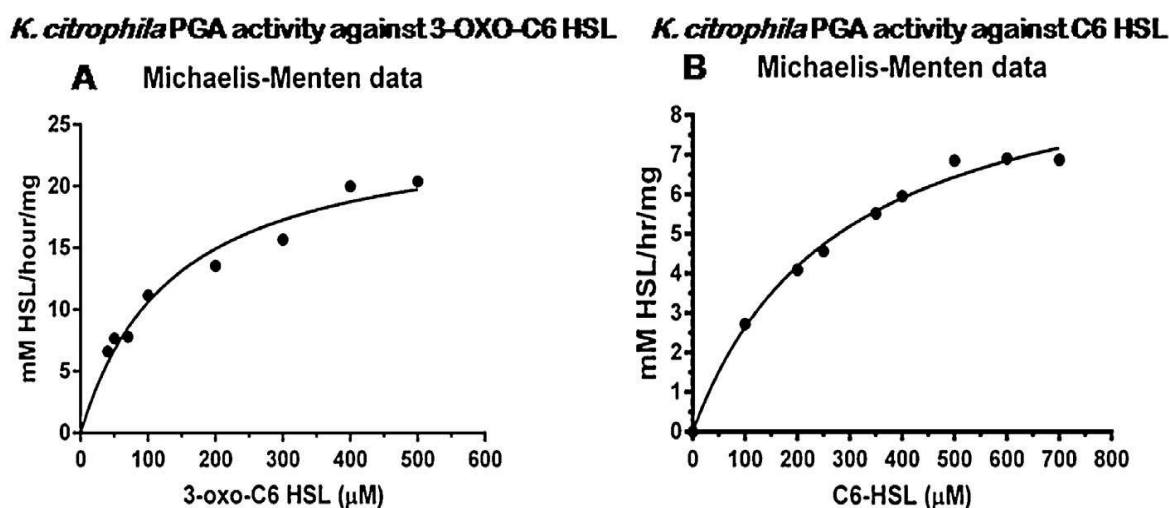 K. citrophila PGA activity against 3-OXO-C6 HSL
A
Michaelis-Menten data
25
20
15
10
5
0
mM HSL/hour/mg
0 100 200 300 400 500 600
3-oxo-C6 HSL (μM)
K. citrophila PGA activity against C6 HSL
B
Michaelis-Menten data
8
7
6
5
4
3
2
1
0
mM HSL/hr/mg
0 100 200 300 400 500 600 700 800
C6-HSL (μM)